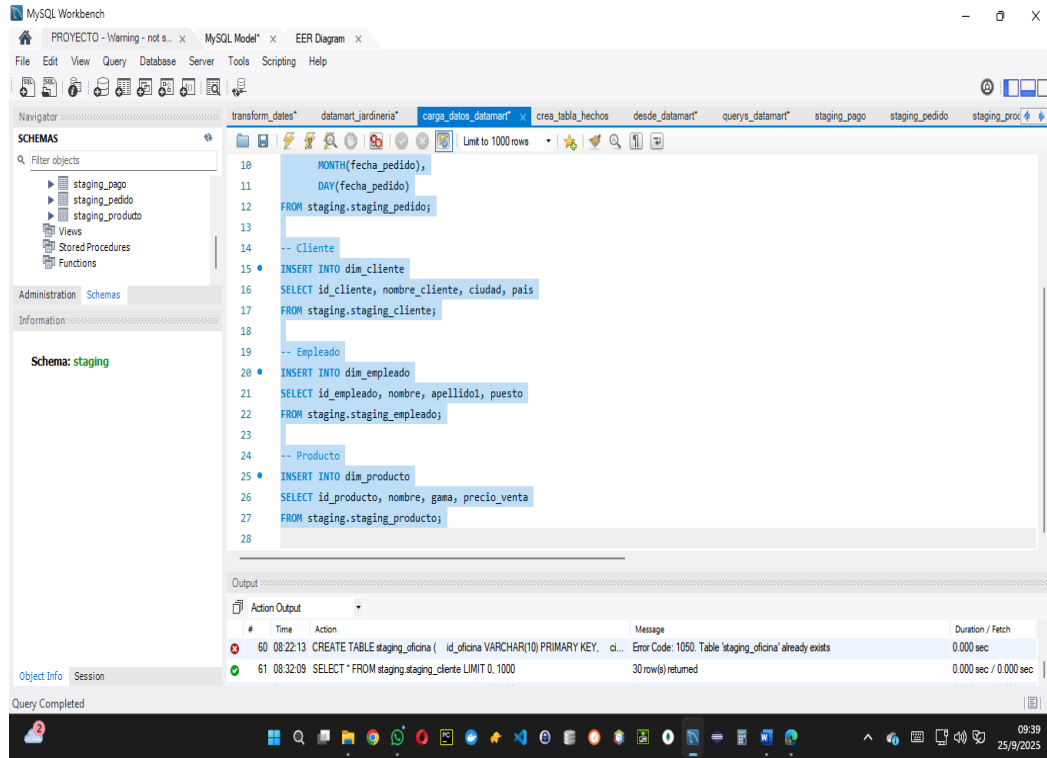 MySQL Workbench
PROYECTO - Warning - not s... x MySQL Model* x EER Diagram x
File Edit View Query Database Server Tools Scripting Help
Navigator
transform_dates* datamart_jardineria* carga_datos_datamart* x crea_tabla_hechos desde_datamart* querys_datamart* staging_pago staging_pedido staging_prod
SCHEMAS
Limit to 1000 rows
Filter objects
staging_pago
staging_pedido
staging_producto
Views
Stored Procedures
Functions
Administration Schemas
Information
Schema: staging
10 MONTH(fecha_pedido),
11 DAY(fecha_pedido)
12 FROM staging.staging_pedido;
13
14 -- Cliente
15 INSERT INTO dim_cliente
16 SELECT id_cliente, nombre_cliente, ciudad, pais
17 FROM staging.staging_cliente;
18
19 -- Empleado
20 INSERT INTO dim_empleado
21 SELECT id_empleado, nombre, apellido1, puesto
22 FROM staging.staging_empleado;
23
24 -- Producto
25 INSERT INTO dim_producto
26 SELECT id_producto, nombre, gama, precio_venta
27 FROM staging.staging_producto;
28
Output
Action Output
# Time Action Message Duration / Fetch
60 08:22:13 CREATE TABLE staging_oficina ( id_oficina VARCHAR(10) PRIMARY KEY, ci... Error Code: 1050. Table 'staging_oficina' already exists 0.000 sec
61 08:32:09 SELECT * FROM staging.staging_cliente LIMIT 0, 1000 30 row(s) returned 0.000 sec / 0.000 sec
Object Info Session
Query Completed
2
09:39
25/9/2025